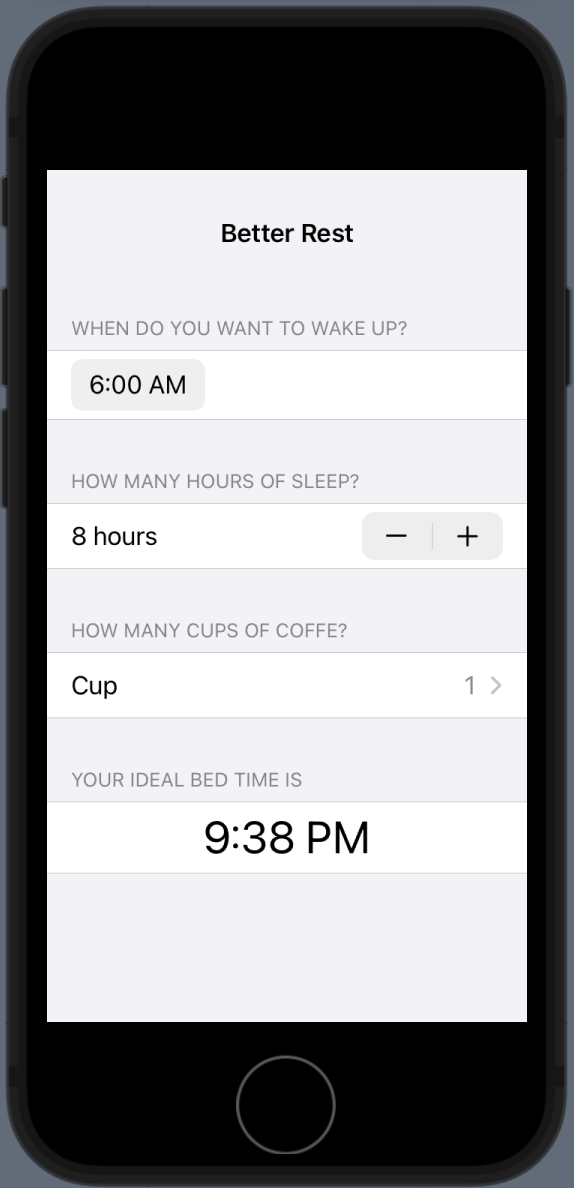 Better Rest
WHEN DO YOU WANT TO WAKE UP?
6:00 AM
HOW MANY HOURS OF SLEEP?
8 hours
HOW MANY CUPS OF COFFE?
Cup 1
YOUR IDEAL BED TIME IS
9:38 PM